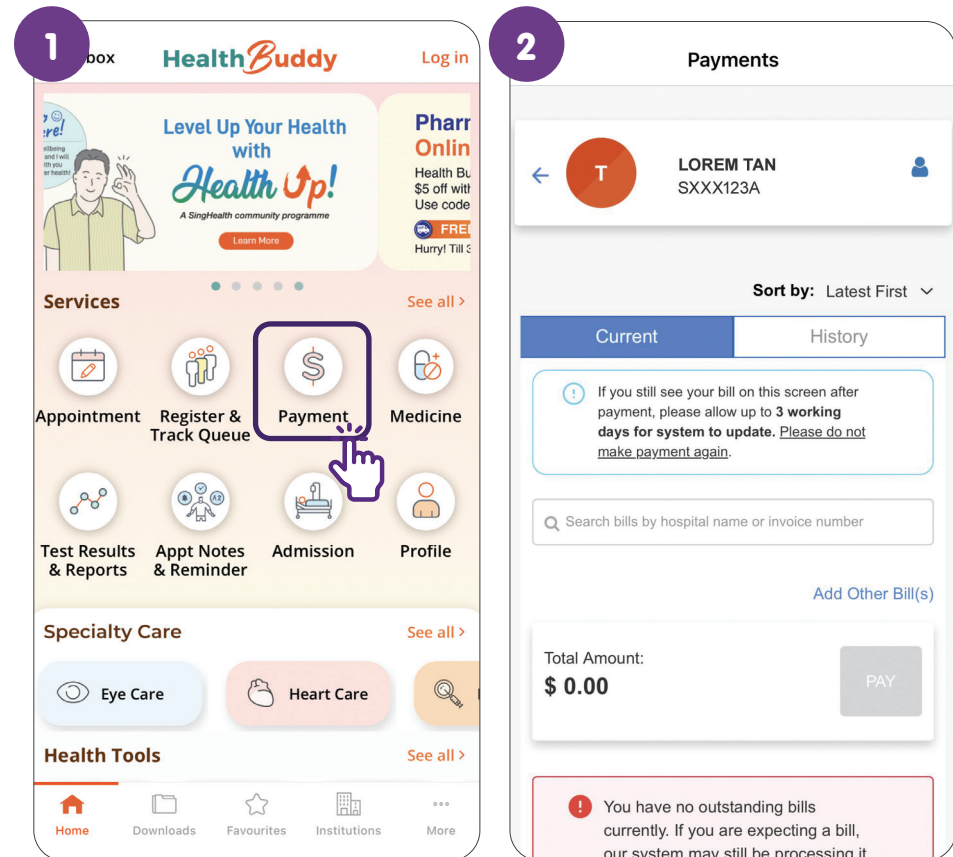 1
box
HealthBuddy
Log in
Level Up Your Health
with
Health Up!
A SingHealth community programme
Learn More
Online
Health
$5 off with
Use code
Hurry! Till
Services
See all >
Appointment
Register &
Track Queue
Payment
Medicine
Test Results
& Reports
Appt Notes
& Reminder
Admission
Profile
Specialty Care
See all >
Eye Care
Heart Care
Health Tools
See all >
Home
Downloads
Favourites
Institutions
More
2
Payments
T
LOREM TAN
SXXX123A
Sort by: Latest First
Current
History
If you still see your bill on this screen after
payment, please allow up to 3 working
days for system to update. Please do not
make payment again.
Search bills by hospital name or invoice number
Add Other Bill(s)
Total Amount:
$ 0.00
PAY
You have no outstanding bills
currently. If you are expecting a bill,
our system may still be processing it